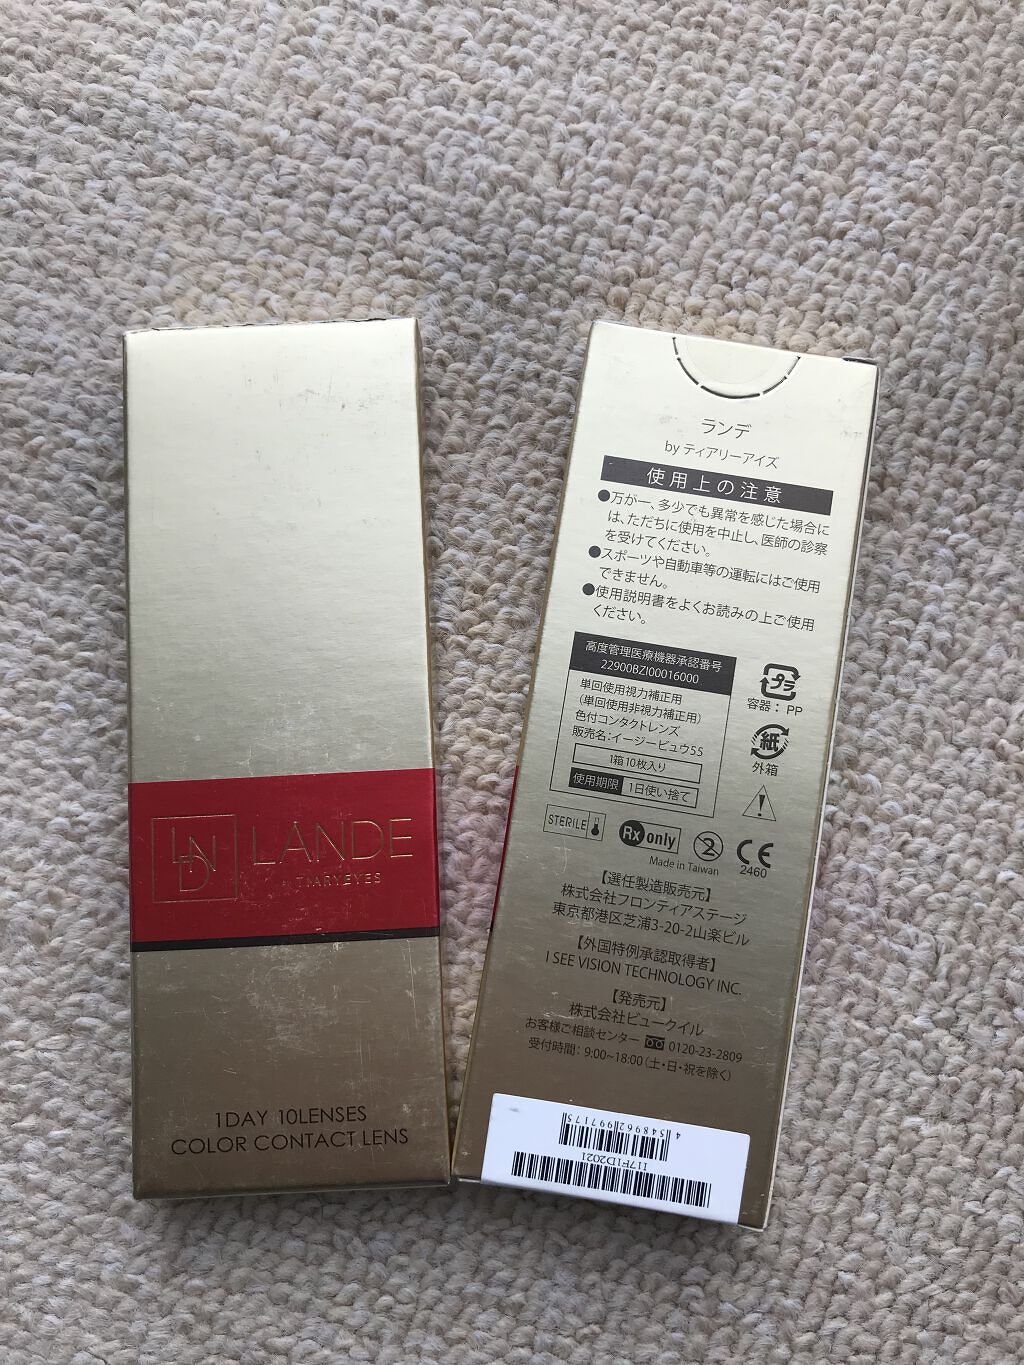 LND
LANDE
TIARYEYES
1DAY 10LENSES
COLOR CONTACT LENS
ランデ
by ティアリーアイズ
使用上の注意
●万が一、多少でも異常を感じた場合に
は、ただちに使用を中止し、医師の診察
を受けてください。
●スポーツや自動車等の運転にはご使用
できません。
●使用説明書をよくお読みの上ご使用
ください。
高度管理医療機器承認番号
22900BZI00016000
単回使用視力補正用
(単回使用非視力補正用)
色付コンタクトレンズ
販売名:イージービュウ55
1箱10枚入り
使用期限 1日使い捨て
プラ
容器: PP
紙
外箱
STERILE
Rx only
2
CE
2460
Made in Taiwan
【選任製造販売元】
株式会社フロンティアステージ
東京都港区芝浦3-20-2山楽ビル
【外国特例承認取得者】
I SEE VISION TECHNOLOGY INC.
【発売元】
株式会社ビュークイル
お客様ご相談センター 0120-23-2809
受付時間: 9:00~18:00(土・日・祝を除く)
4 548962 997175
I17F1D2021